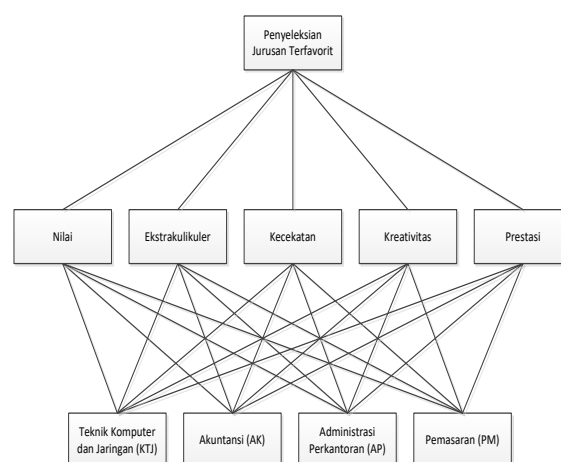 Penyeleksian
Jurusan Terfavorit
Nilai
Ekstrakulikuler
Kecekatan
Kreativitas
Prestasi
Teknik Komputer
dan Jaringan (KTJ)
Akuntansi (AK)
Administrasi
Perkantoran (AP)
Pemasaran (PM)